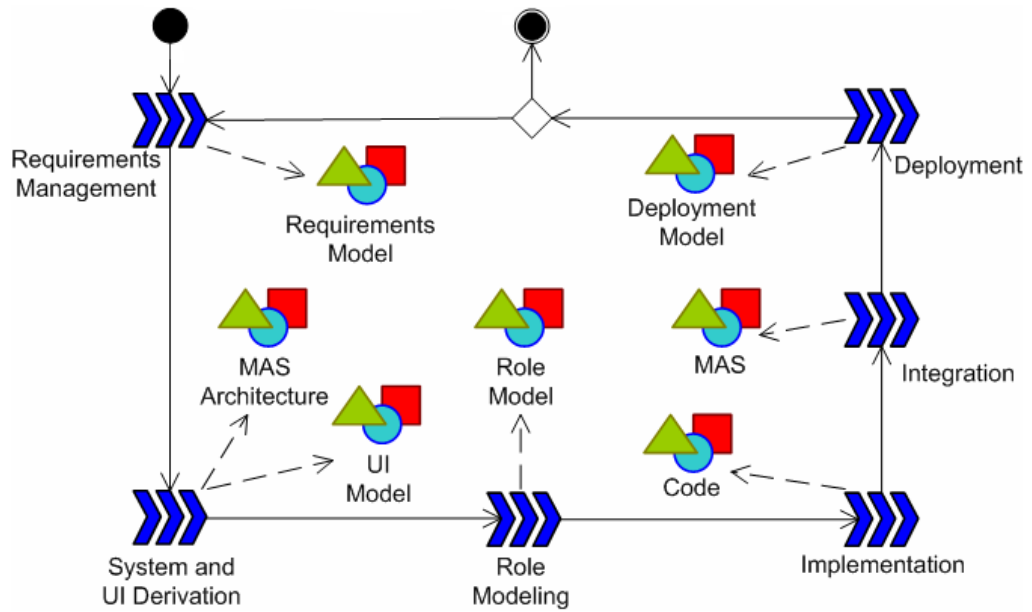 Requirements
Management
Requirements
Model
Deployment
Model
Deployment
MAS
Architecture
Role
Model
MAS
Integration
UI
Model
Code
System and
UI Derivation
Role
Modeling
Implementation